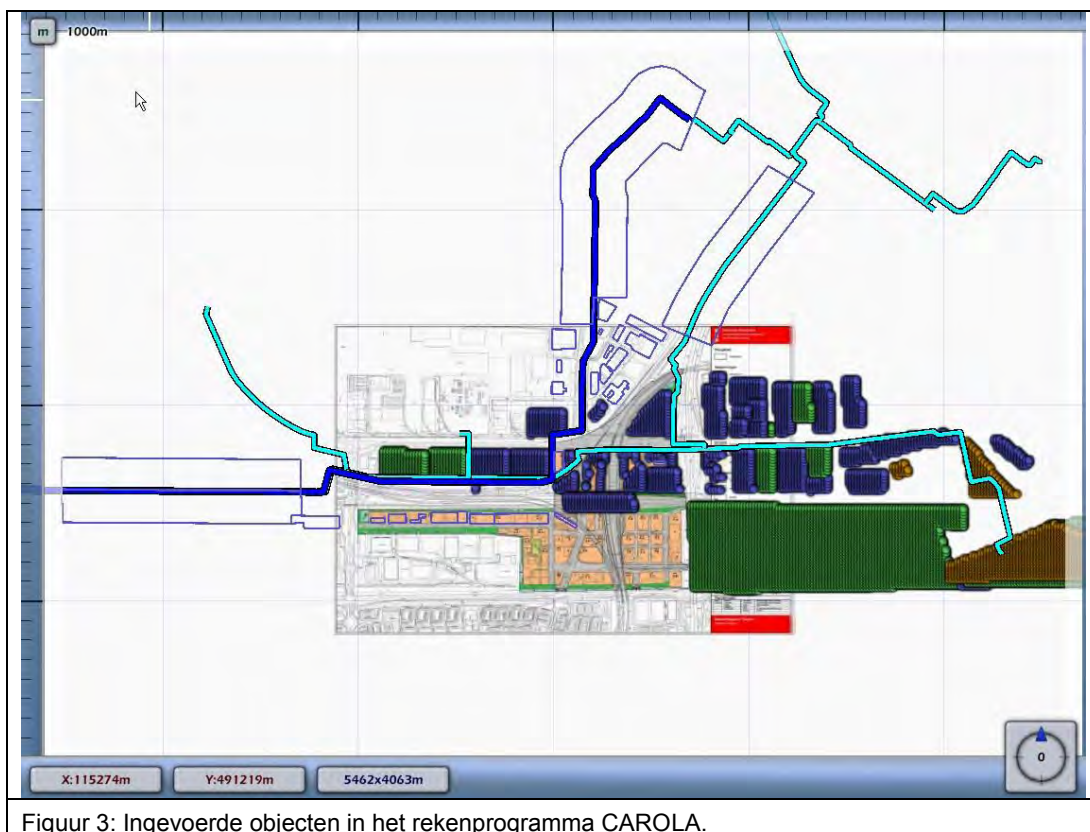 m
1000m
X:115274m
Y:491219m
5462x4063m
0
Figuur 3: Ingevoerde objecten in het rekenprogramma CAROLA.